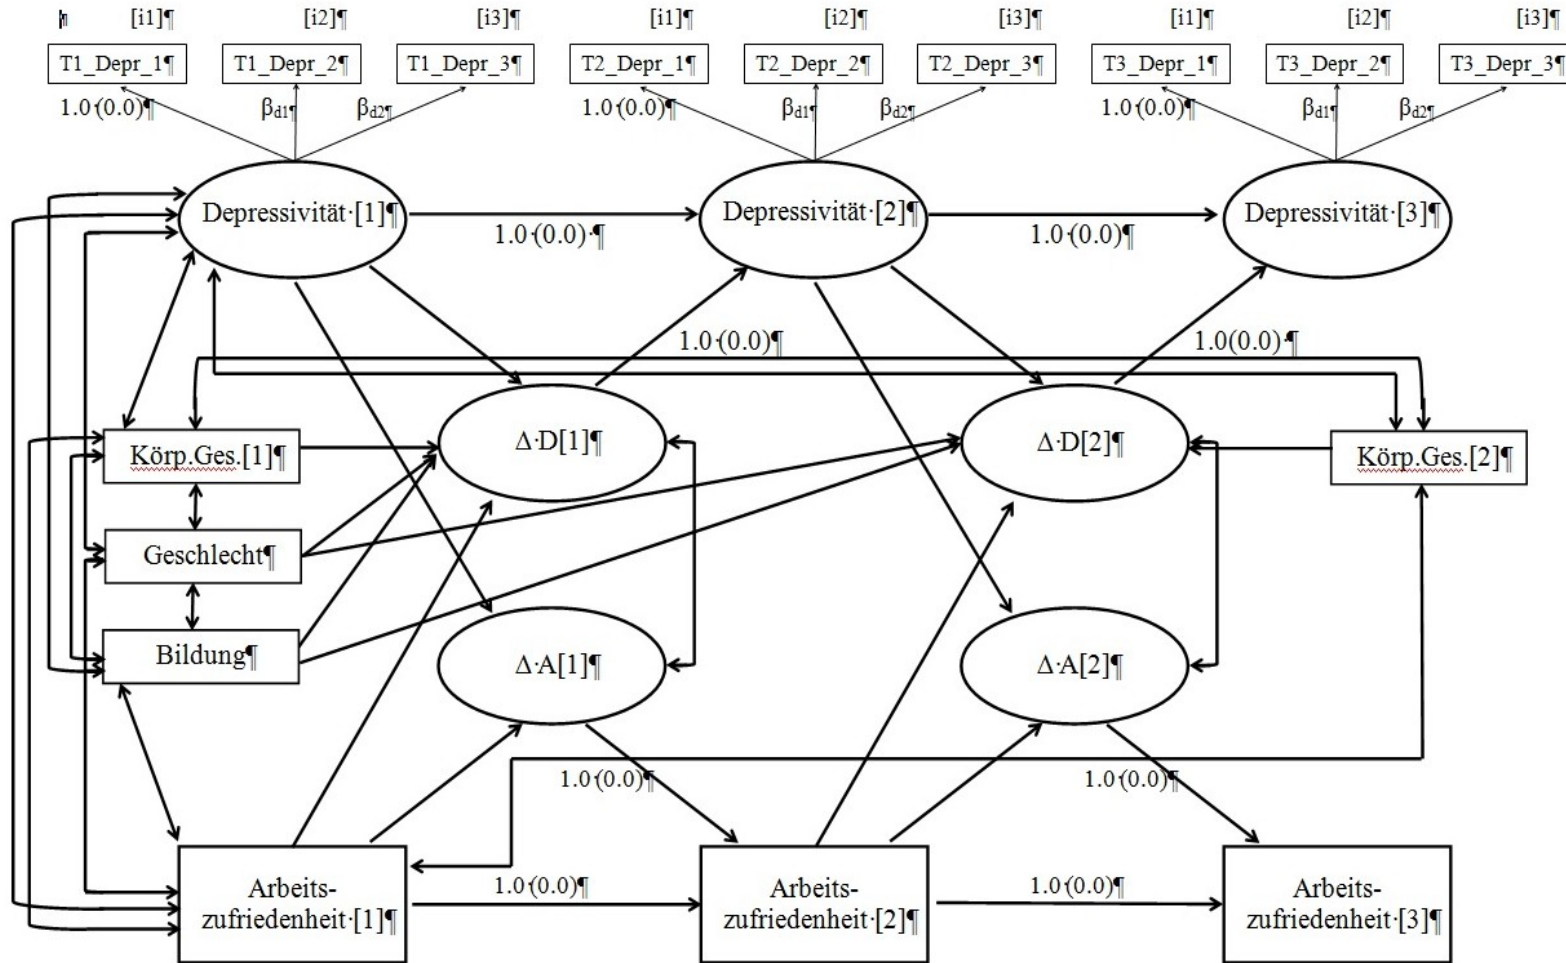 ¶ [i1]¶ [i2]¶ [i3]¶ [i1]¶ [i2]¶ [i3]¶ [i1]¶ [i2]¶ [i3]¶
T1_Depr_1¶ T1_Depr_2¶ T1_Depr_3¶ T2_Depr_1¶ T2_Depr_2¶ T2_Depr_3¶ T3_Depr_1¶ T3_Depr_2¶ T3_Depr_3¶
1.0·(0.0)¶ βd1¶ βd2¶ 1.0·(0.0)¶ βd1¶ βd2¶ 1.0·(0.0)¶ βd1¶ βd2¶
Depressivität·[1]¶ Depressivität·[2]¶ Depressivität·[3]¶
1.0·(0.0)·¶ 1.0·(0.0)¶
1.0·(0.0)¶ 1.0(0.0)·¶
Körp.Ges.[1]¶ Δ·D[1]¶ Δ·D[2]¶ Körp.Ges.[2]¶
Geschlecht¶
Bildung¶ Δ·A[1]¶ Δ·A[2]¶
1.0·(0.0)¶ 1.0·(0.0)¶
1.0·(0.0)¶ 1.0·(0.0)¶
Arbeits- Arbeits- Arbeits-
zufriedenheit·[1]¶ zufriedenheit·[2]¶ zufriedenheit·[3]¶